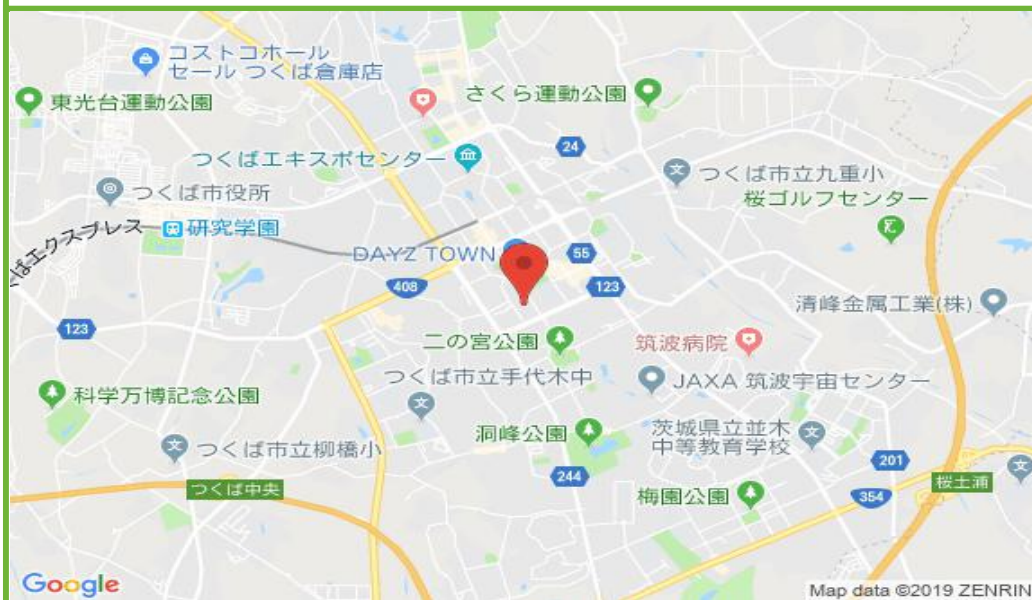 コストコホール
セール つくば倉庫店
東光台運動公園
さくら運動公園
24
つくばエキスポセンター
つくば市立九重小
つくば市役所
桜ゴルフセンター
研究学園
ばエクスプレス
DAYZ TOWN
55
408
123
清峰金属工業(株)
123
二の宮公園
筑波病院
つくば市立手代木中
JAXA 筑波宇宙センター
科学万博記念公園
洞峰公園
茨城県立並木
中等教育学校
つくば市立柳橋小
201
244
桜土浦
つくば中央
梅園公園
354
Google
Map data ©2019 ZENRIN
文
文
文
文
文